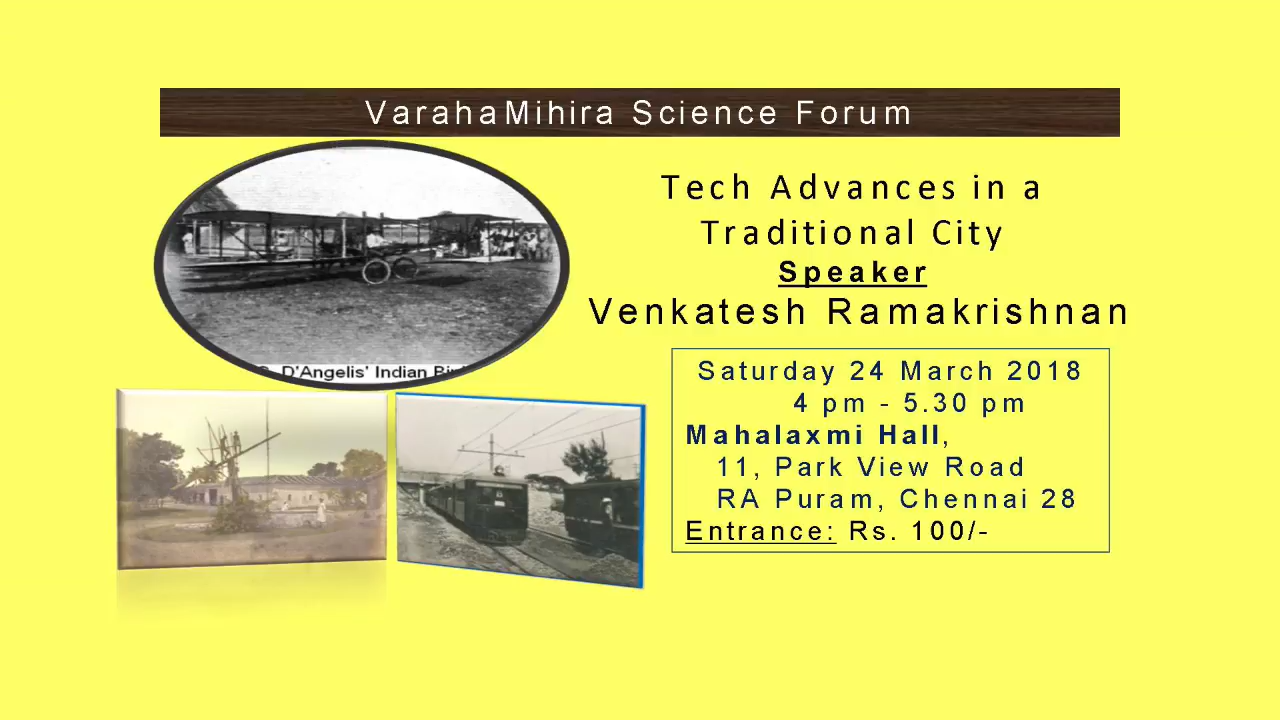 VarahaMihira Science Forum
Tech Advances in a
Traditional City
Speaker
Venkatesh Ramakrishnan
D'Angelis' Indian
Saturday 24 March 2018
4 pm - 5.30 pm
Mahalaxmi Hall,
11, Park View Road
RA Puram, Chennai 28
Entrance: Rs. 100/-